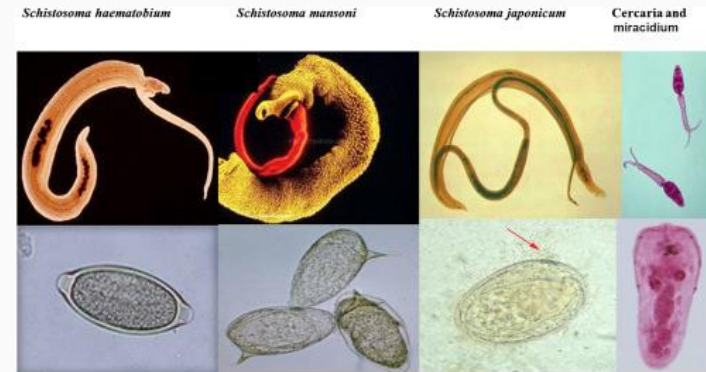 Schistosoma haematobium
Schistosoma mansoni
Schistosoma japonicum
Cercaria and
miracidium